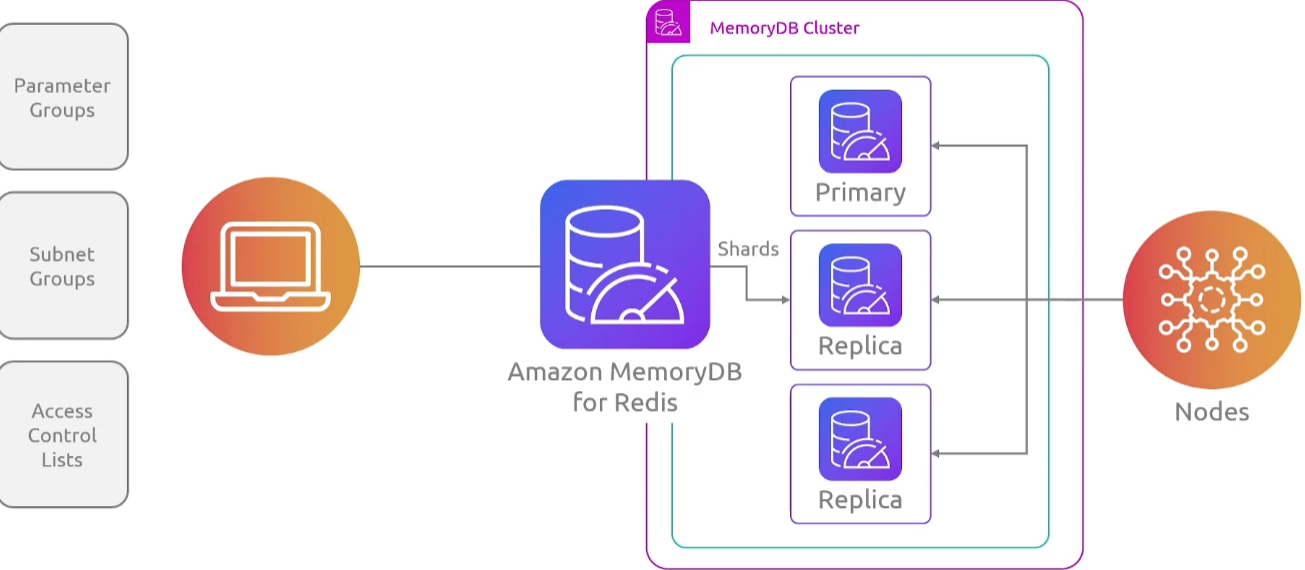 Parameter
Groups
Subnet
Groups
Access
Control
Lists
Amazon MemoryDB
for Redis
MemoryDB Cluster
Shards
Primary
Replica
Replica
Nodes